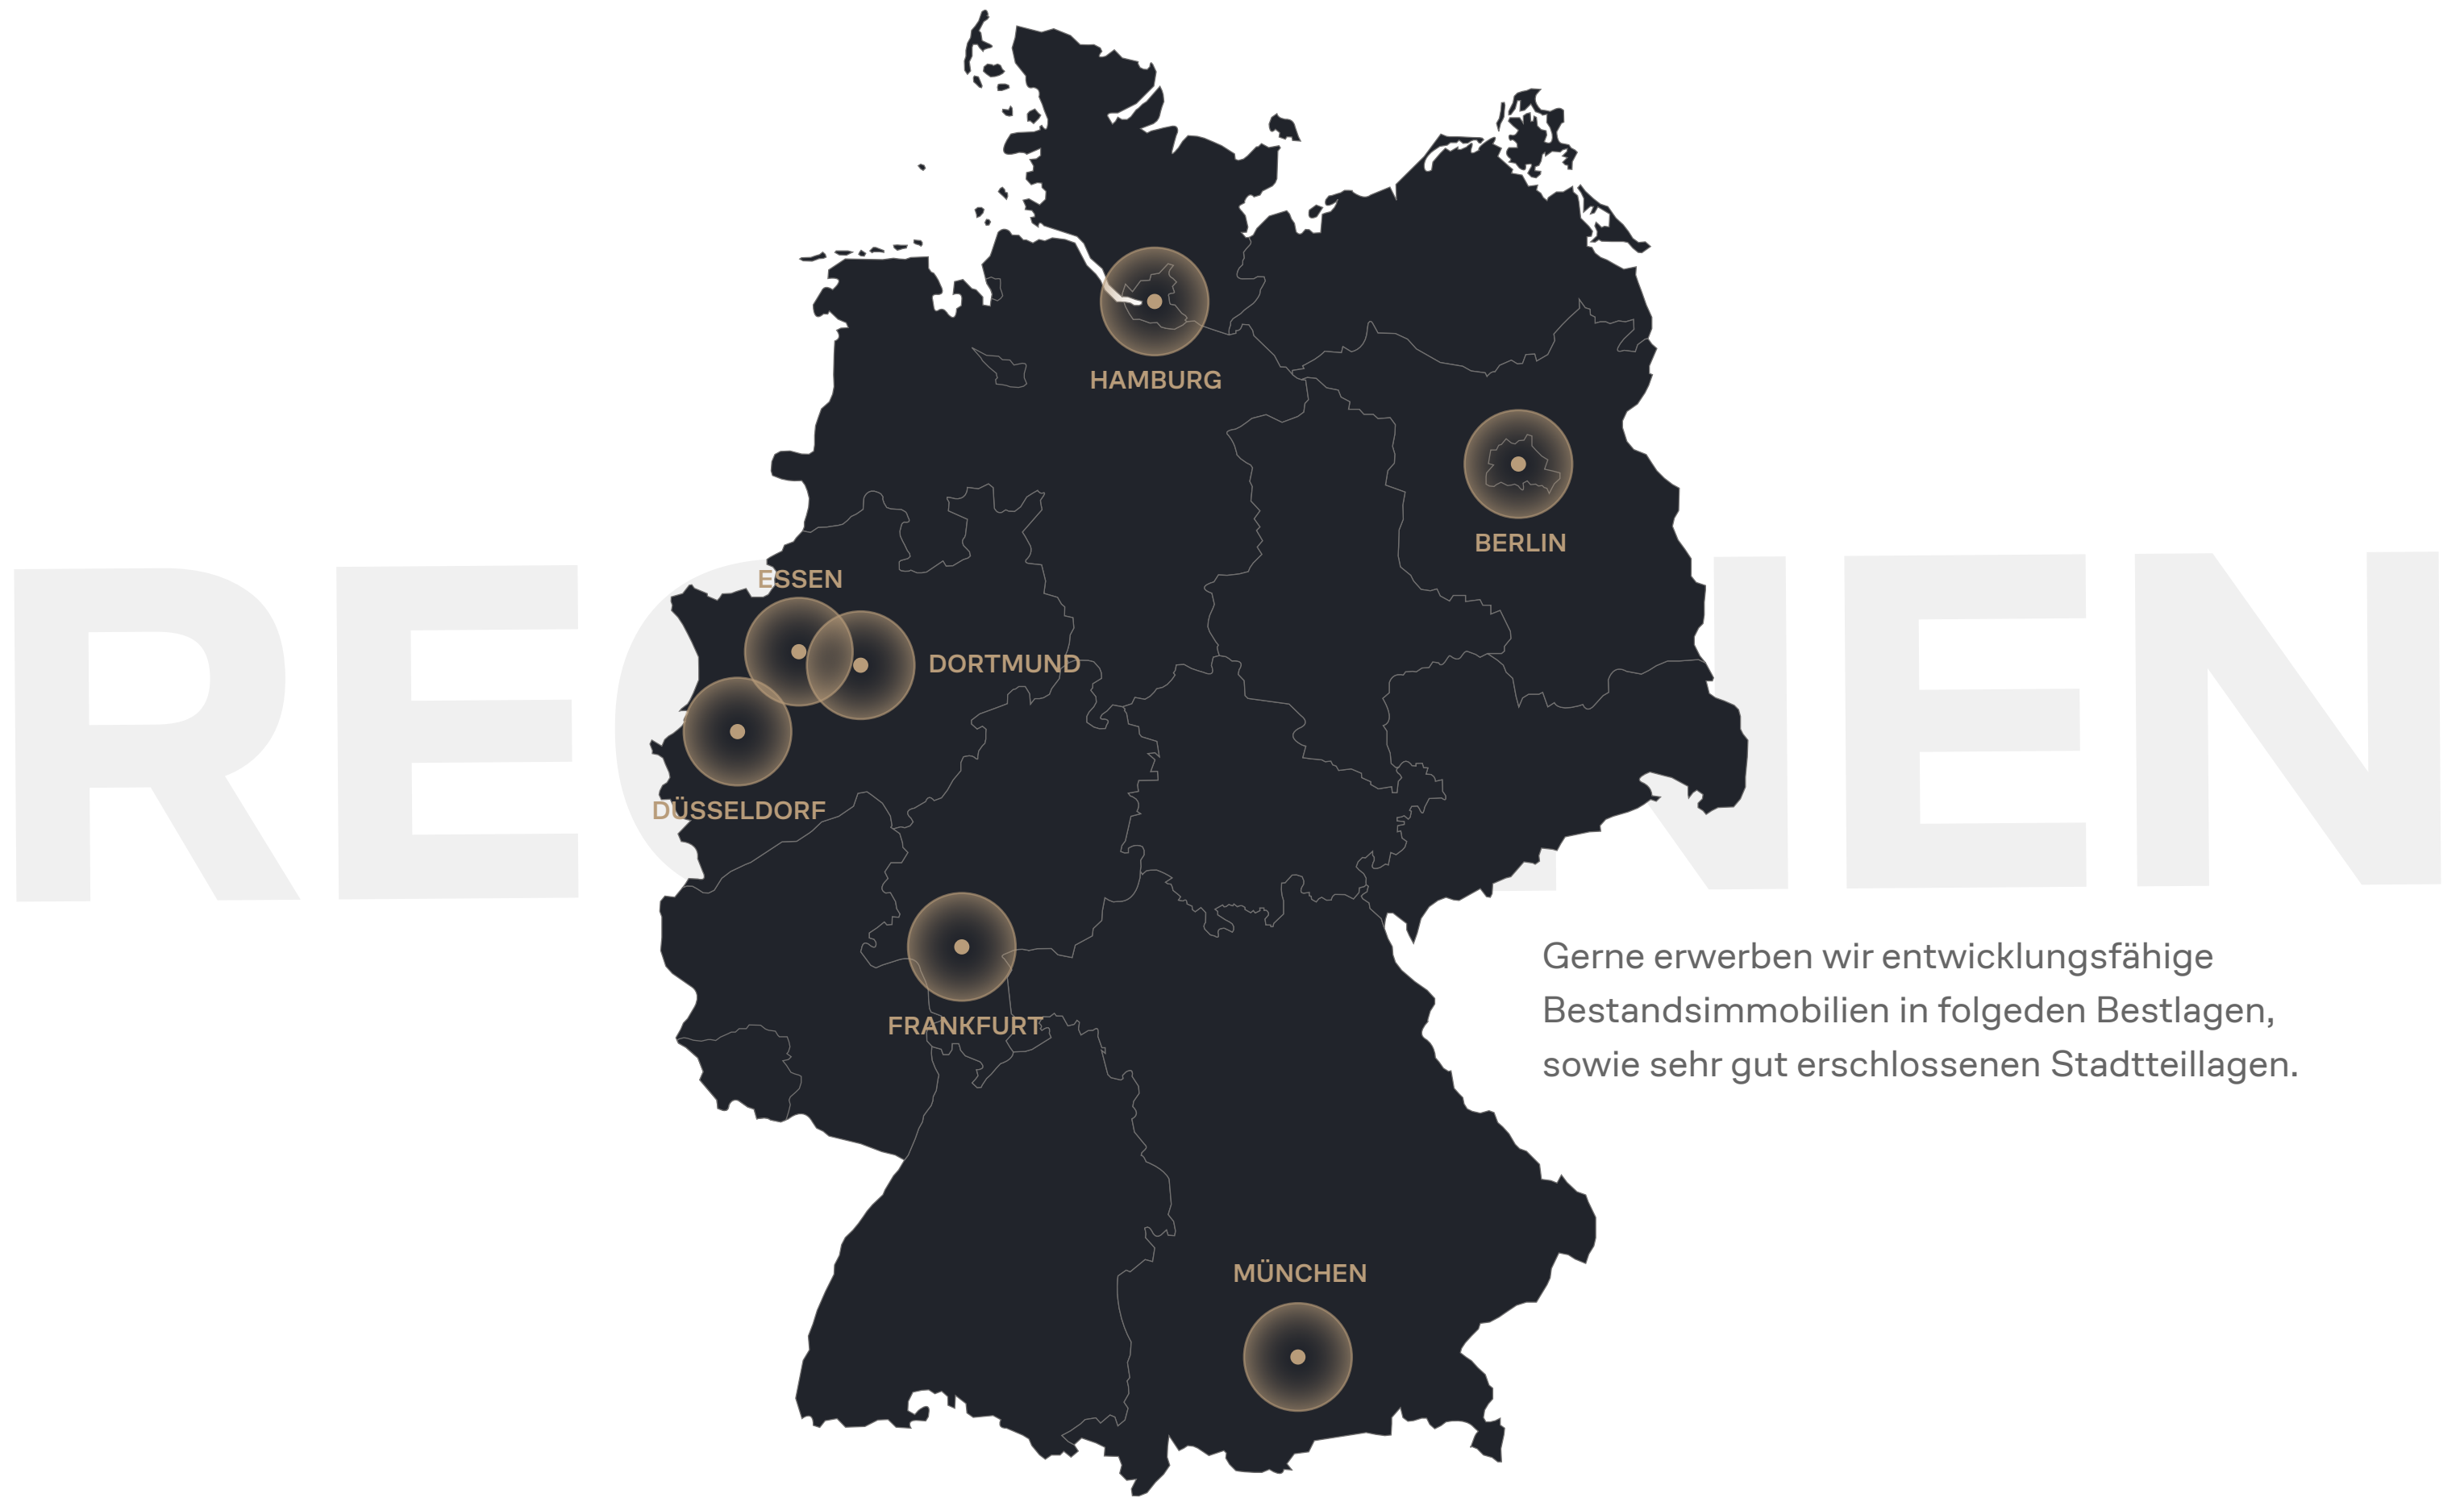 HAMBURG
BERLIN
ESSEN
DORTMUND
DÜSSELDORF
Gerne erwerben wir entwicklungsfähige
Bestandsimmobilien in folgeden Bestlagen,
sowie sehr gut erschlossenen Stadtteillagen.
FRANKFURT
MÜNCHEN